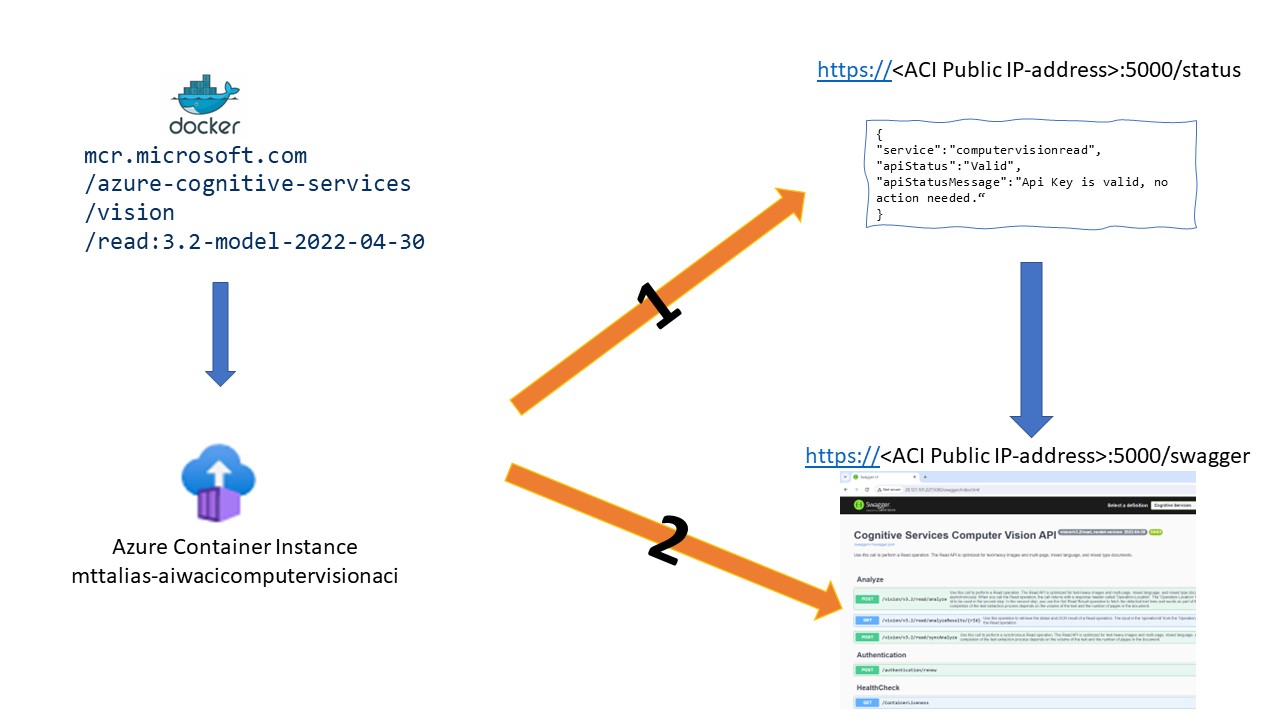 docker
mcr.microsoft.com
/azure-cognitive-services
/vision
/read:3.2-model-2022-04-30
Azure Container Instance
mttalias-aiwacicomputervisionaci
1
2
https://<ACI Public IP-address>:5000/status
{
"service":"computervisionread",
"apiStatus":"Valid",
"apiStatusMessage":"Api Key is valid, no
action needed.“
}
https://<ACI Public IP-address>:5000/swagger
Swagger UI
Not secure
Swagger
Select a definition Cognitive Services
Cognitive Services Computer Vision API
Use this call to perform a Read operation. The Read API is optimized for text-heavy images and multi-page, mixed language, and mixed type documents.
Analyze
POST /vision/v3.2/read/analyze
GET /vision/v3.2/read/analyzeResults/{rId}
POST /vision/v3.2/read/syncAnalyze
Authentication
POST /authentication/renew
HealthCheck
GET /ContainerLiveness